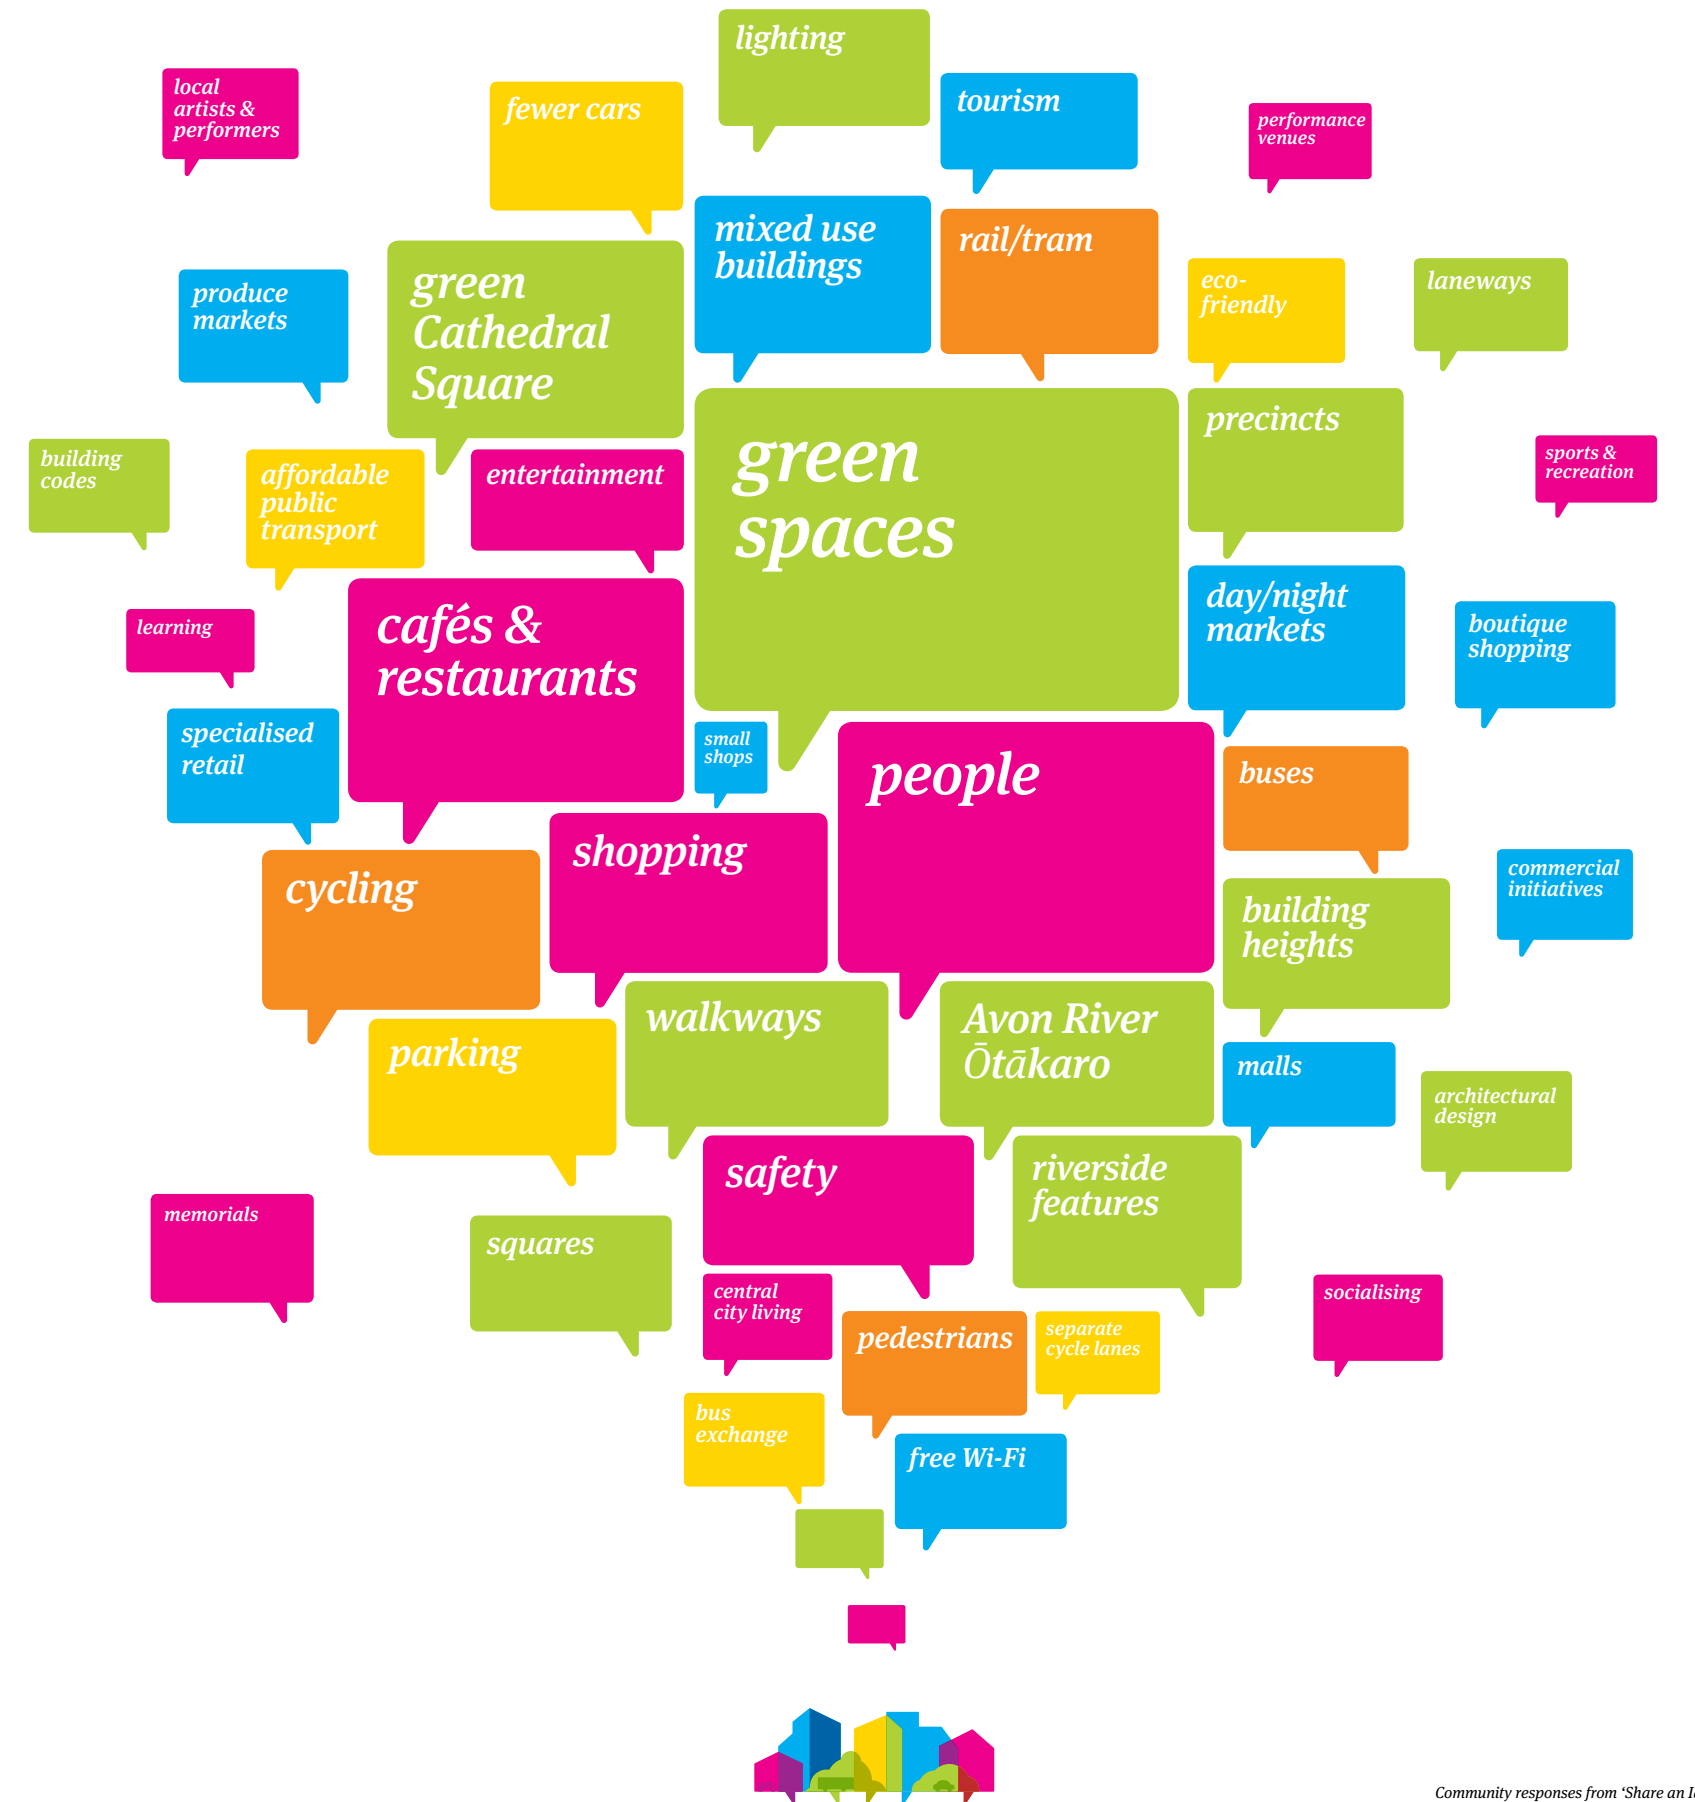 lighting
local
artists &
performers
fewer cars
tourism
performance
venues
mixed use
buildings
rail/tram
produce
markets
green
Cathedral
Square
eco-
friendly
laneways
precincts
building
codes
affordable
public
transport
entertainment
green
spaces
sports &
recreation
day/night
markets
boutique
shopping
learning
cafés &
restaurants
specialised
retail
small
shops
people
buses
cycling
shopping
commercial
initiatives
building
heights
parking
walkways
Avon River
Ōtākaro
malls
architectural
design
safety
riverside
features
memorials
squares
central
city living
pedestrians
separate
cycle lanes
socialising
bus
exchange
free Wi-Fi
Community responses from ‘Share an